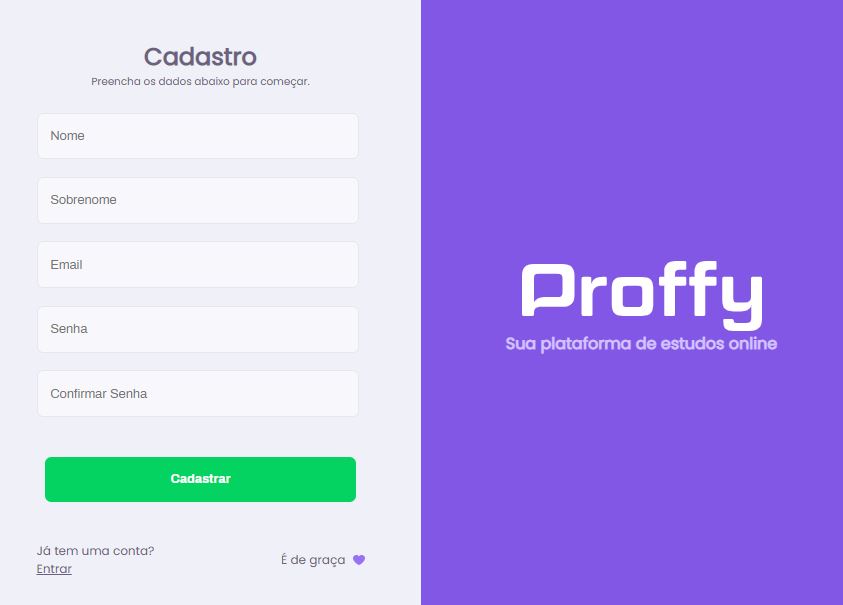 Cadastro
Preencha os dados abaixo para começar.
Nome
Sobrenome
Email
Senha
Confirmar Senha
Cadastrar
Já tem uma conta?
Entrar
É de graça
Proffy
Sua plataforma de estudos online